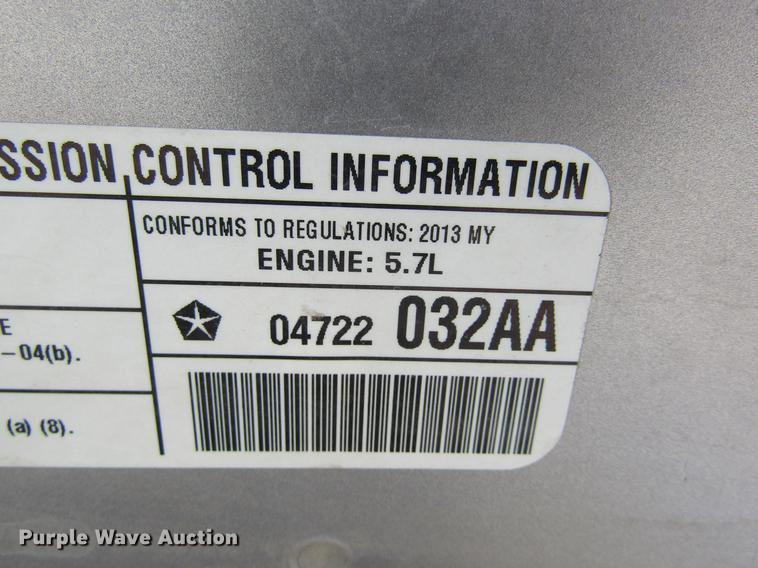 SSION CONTROL INFORMATION
CONFORMS TO REGULATIONS: 2013 MY
ENGINE: 5.7L
04722 032AA
E
–04(b).
(a) (8).
Purple Wave Auction